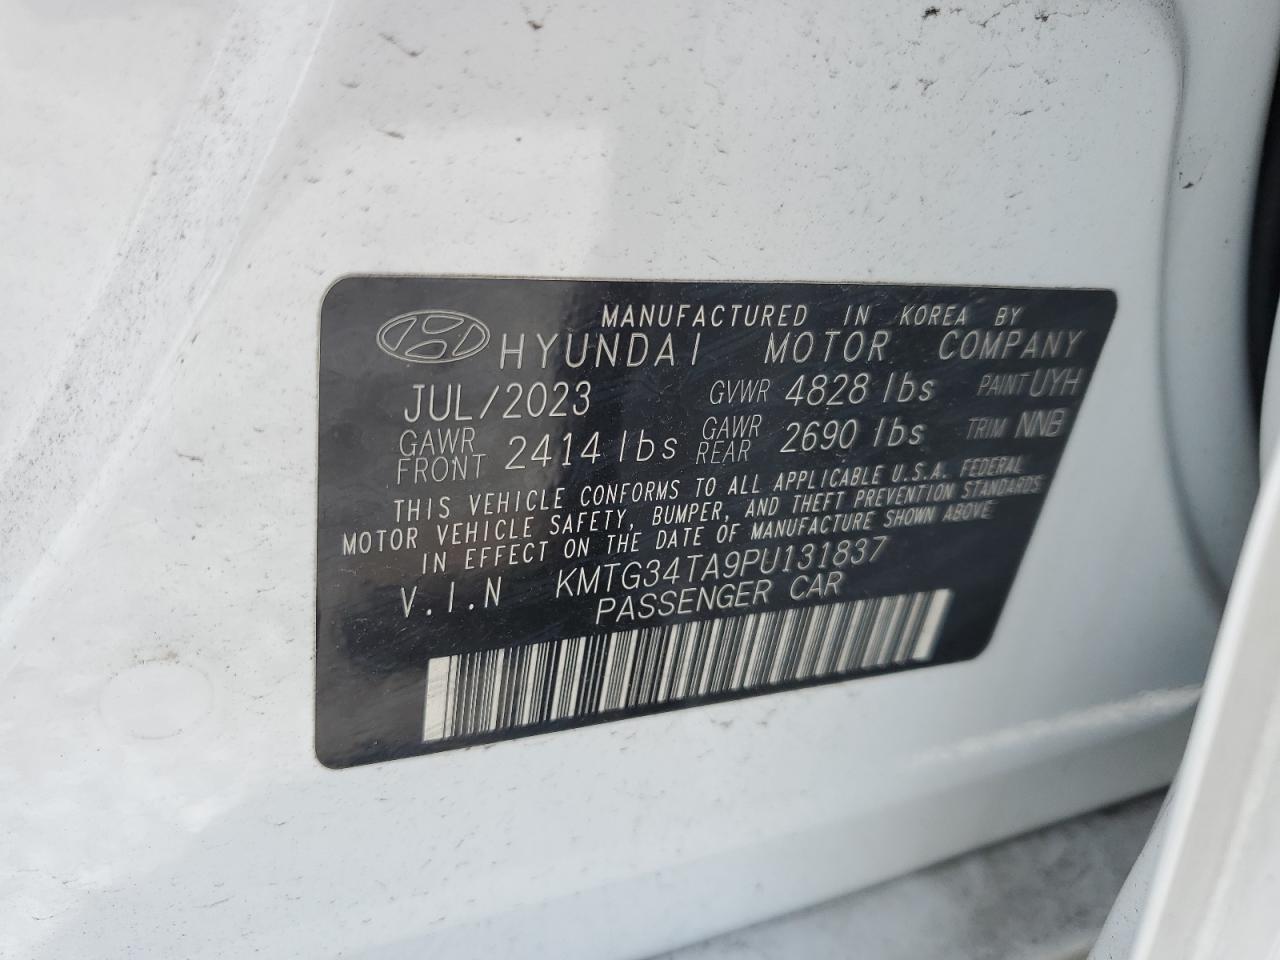 MANUFACTURED IN KOREA BY
HYUNDAI MOTOR COMPANY
JUL/2023 GVWR 4828 lbs PAINT UYH
GAWR FRONT 2414 lbs GAWR REAR 2690 lbs TRIM NNB
THIS VEHICLE CONFORMS TO ALL APPLICABLE U.S.A. FEDERAL
MOTOR VEHICLE SAFETY, BUMPER, AND THEFT PREVENTION STANDARDS
IN EFFECT ON THE DATE OF MANUFACTURE SHOWN ABOVE
V.I.N KMTG34TA9PU131837
PASSENGER CAR